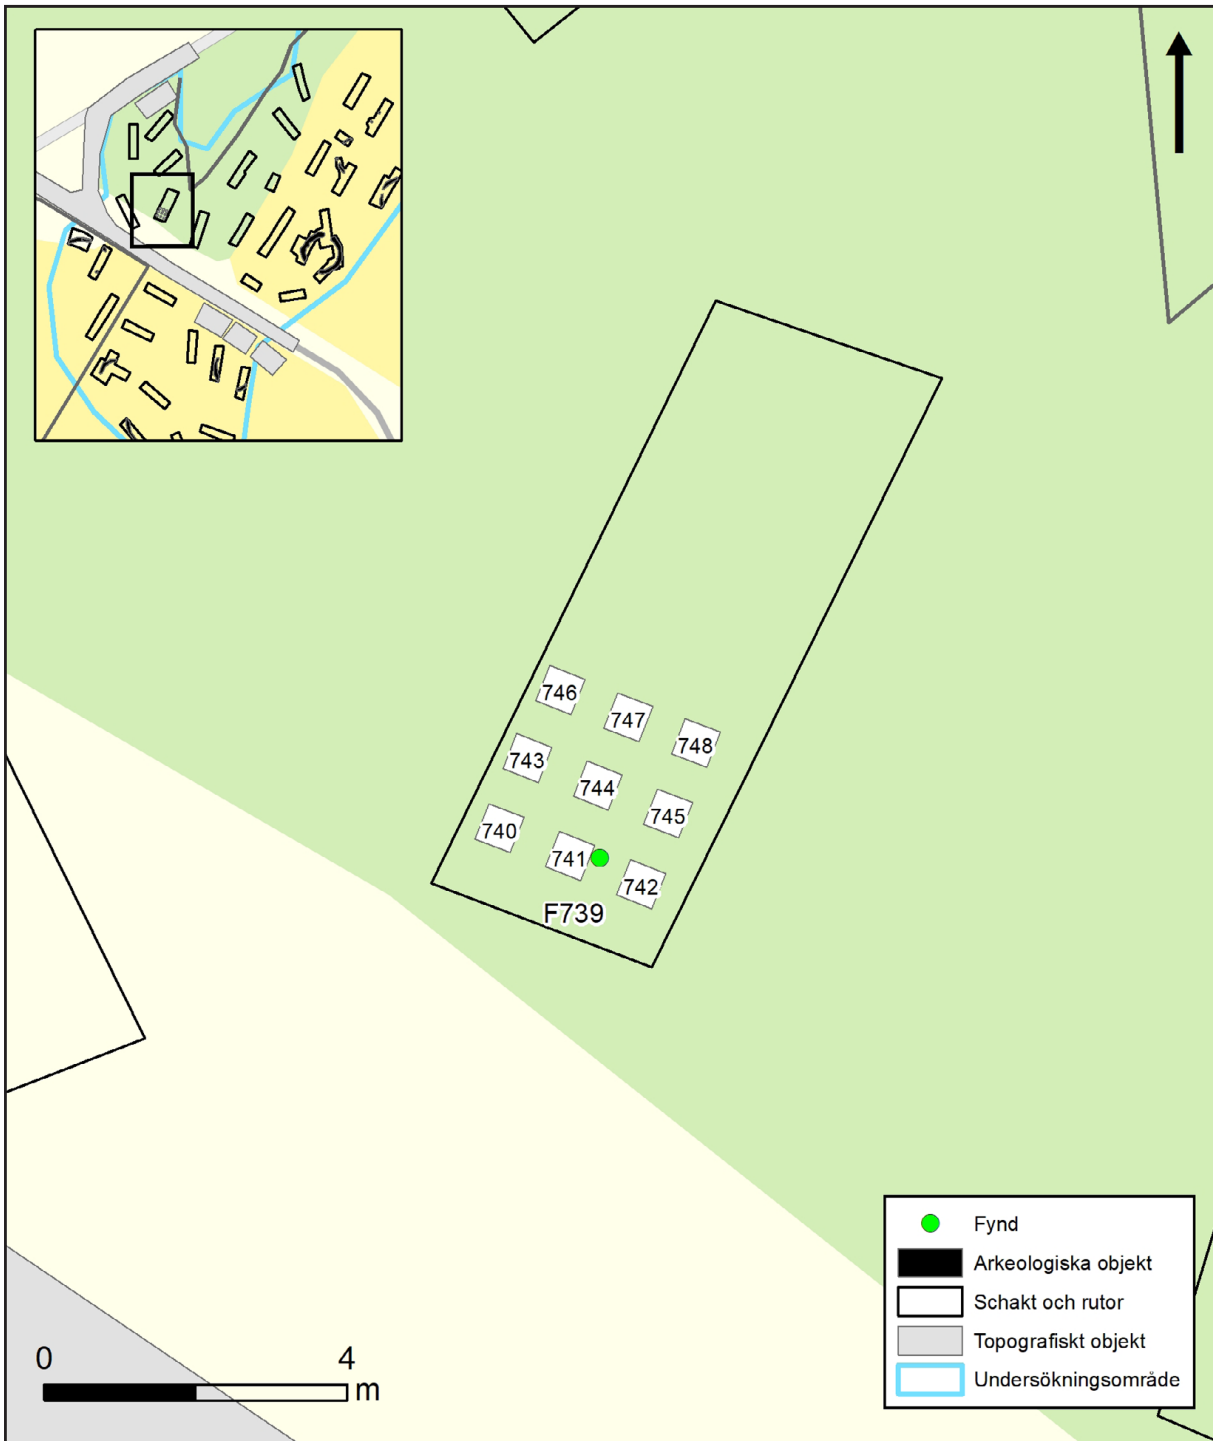 746
747
748
743
744
745
740
741
742
F739
Fynd
Arkeologiska objekt
Schakt och rutor
Topografiskt objekt
Undersökningsområde
0 4
m